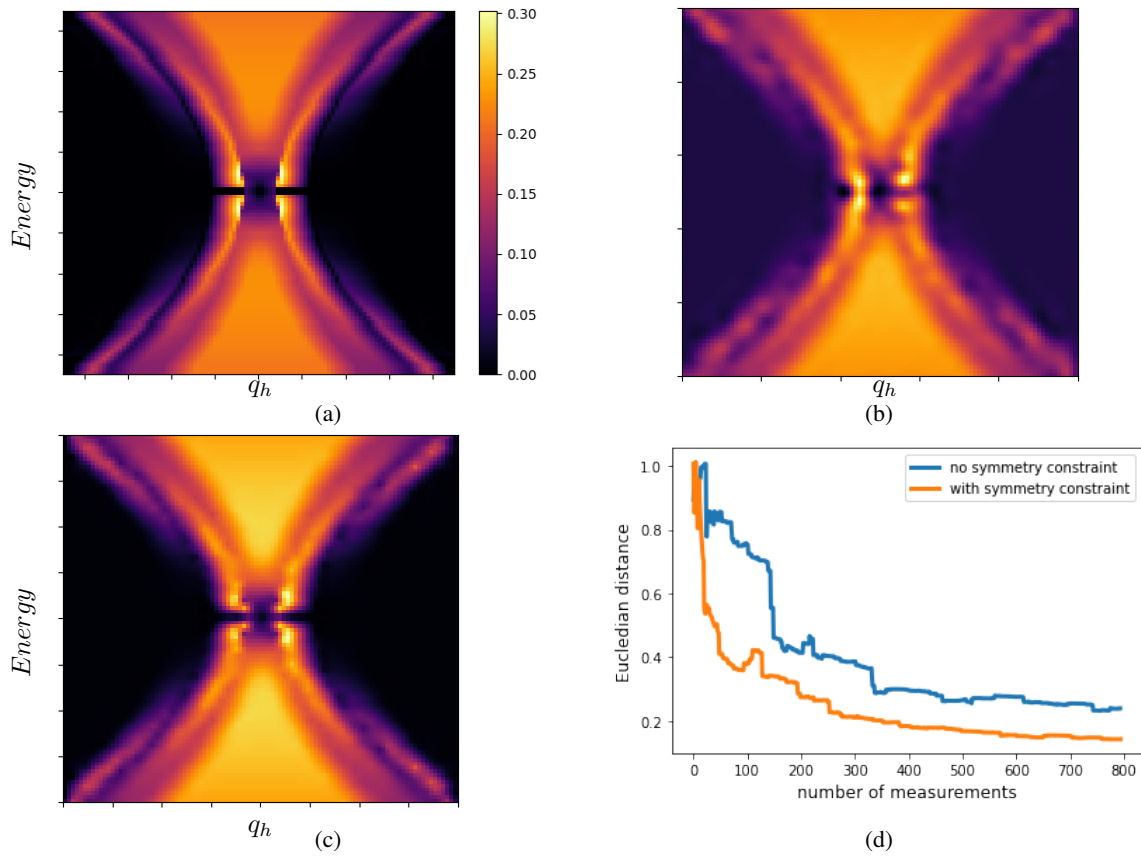 Energy
0.30
0.25
0.20
0.15
0.10
0.05
0.00
q_h
(a)
q_h
(b)
Energy
q_h
(c)
no symmetry constraint
with symmetry constraint
Eucledian distance
1.0
0.8
0.6
0.4
0.2
0 100 200 300 400 500 600 700 800
number of measurements
(d)